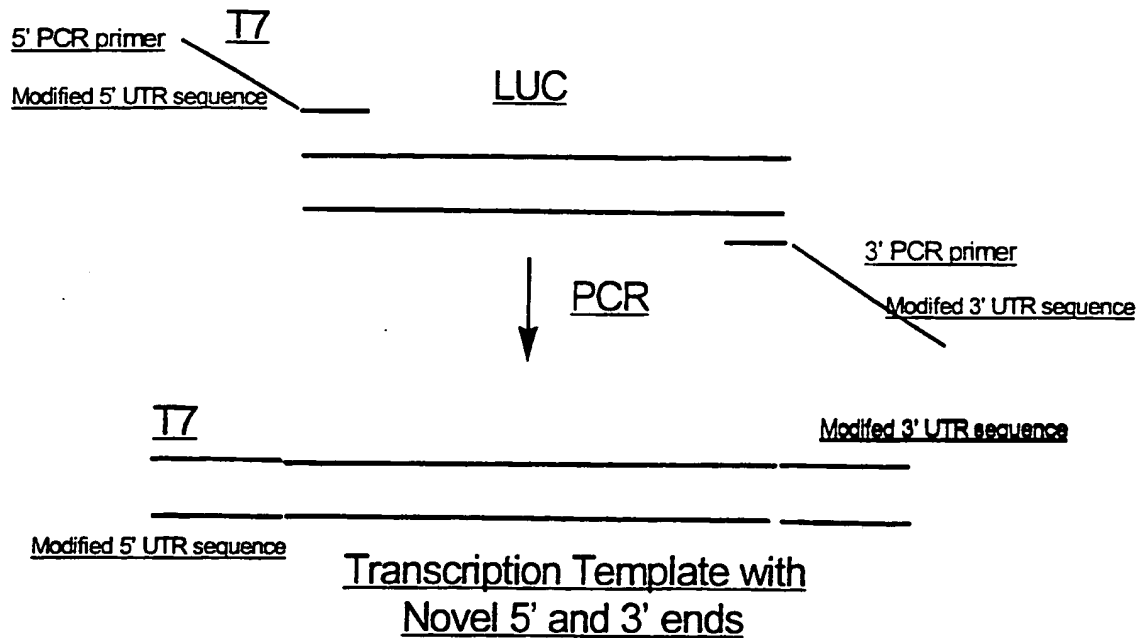 T7
5' PCR primer
Modified 5' UTR sequence
LUC
3' PCR primer
Modifed 3' UTR sequence
PCR
T7
Modifed 3' UTR sequence
Modified 5' UTR sequence
Transcription Template with
Novel 5' and 3' ends